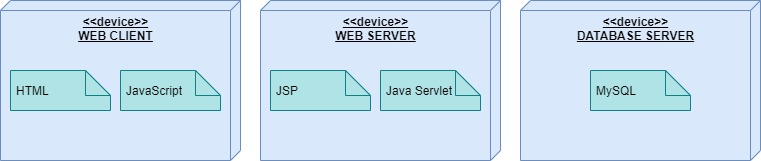 <<device>>
WEB CLIENT
HTML
JavaScript
<<device>>
WEB SERVER
JSP
Java Servlet
<<device>>
DATABASE SERVER
MySQL